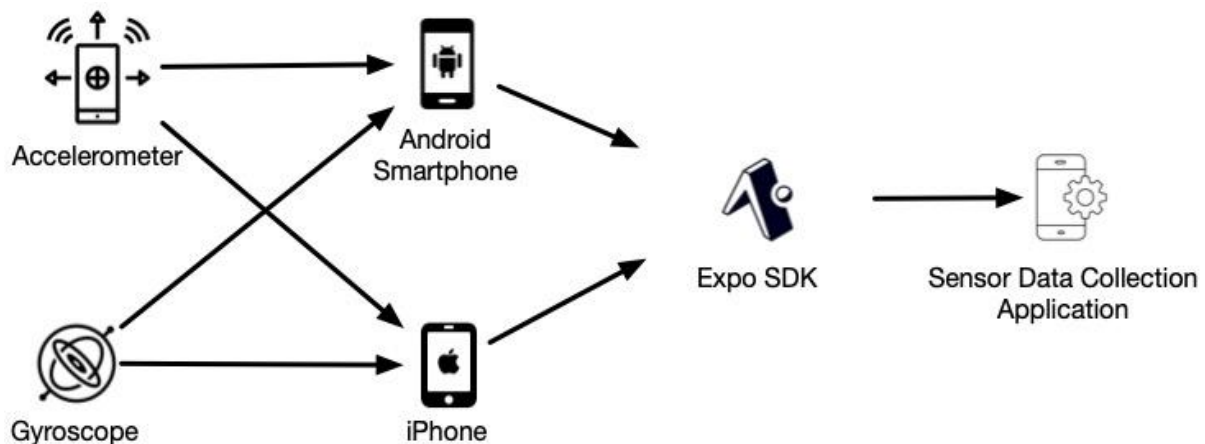 Accelerometer
Android
Smartphone
Gyroscope
iPhone
Expo SDK
Sensor Data Collection
Application